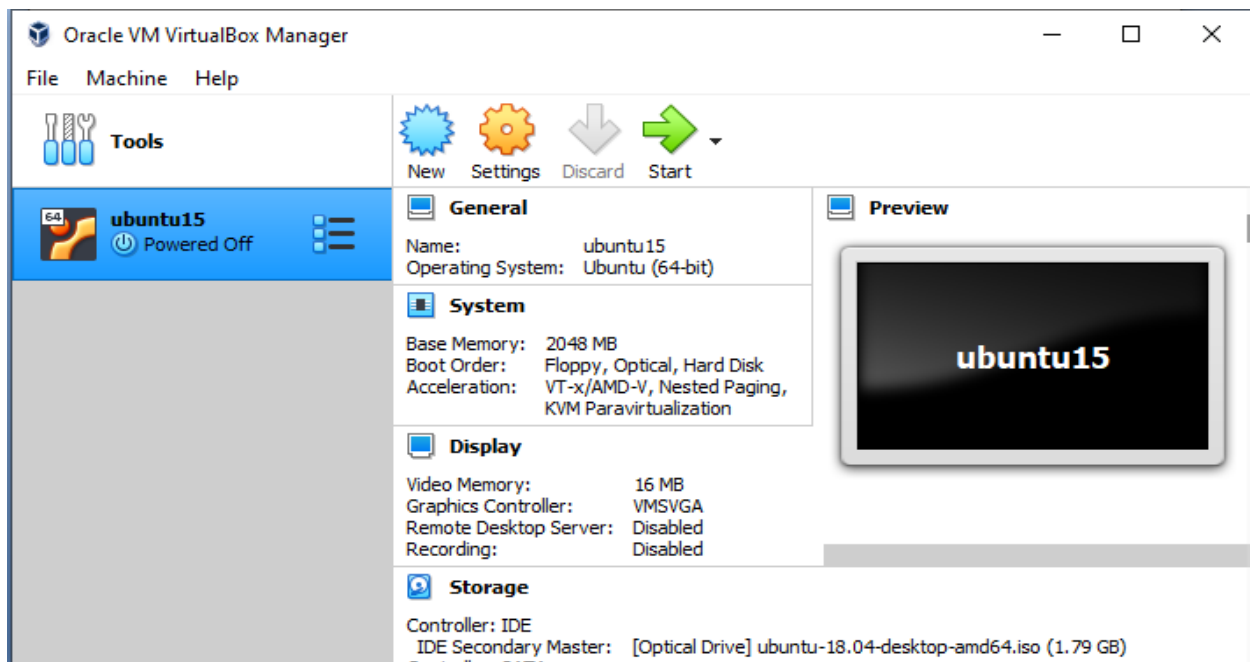 Oracle VM VirtualBox Manager
File Machine Help
Tools
New Settings Discard Start
64
ubuntu15
Powered Off
General
Name: ubuntu15
Operating System: Ubuntu (64-bit)
System
Base Memory: 2048 MB
Boot Order: Floppy, Optical, Hard Disk
Acceleration: VT-x/AMD-V, Nested Paging,
KVM Paravirtualization
Display
Video Memory: 16 MB
Graphics Controller: VMSVGA
Remote Desktop Server: Disabled
Recording: Disabled
Preview
ubuntu15
Storage
Controller: IDE
IDE Secondary Master: [Optical Drive] ubuntu-18.04-desktop-amd64.iso (1.79 GB)